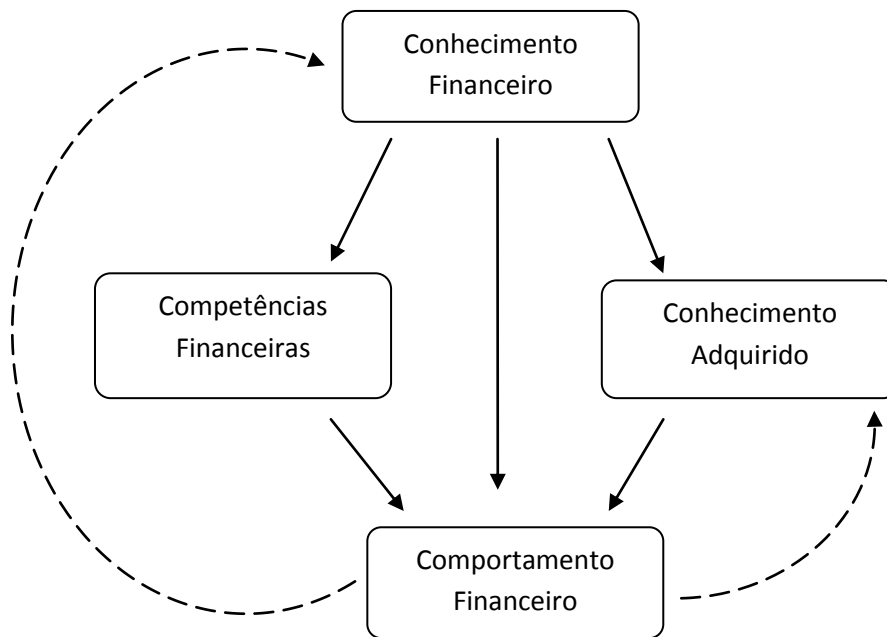 Conhecimento
Financeiro
Competências
Financeiras
Conhecimento
Adquirido
Comportamento
Financeiro